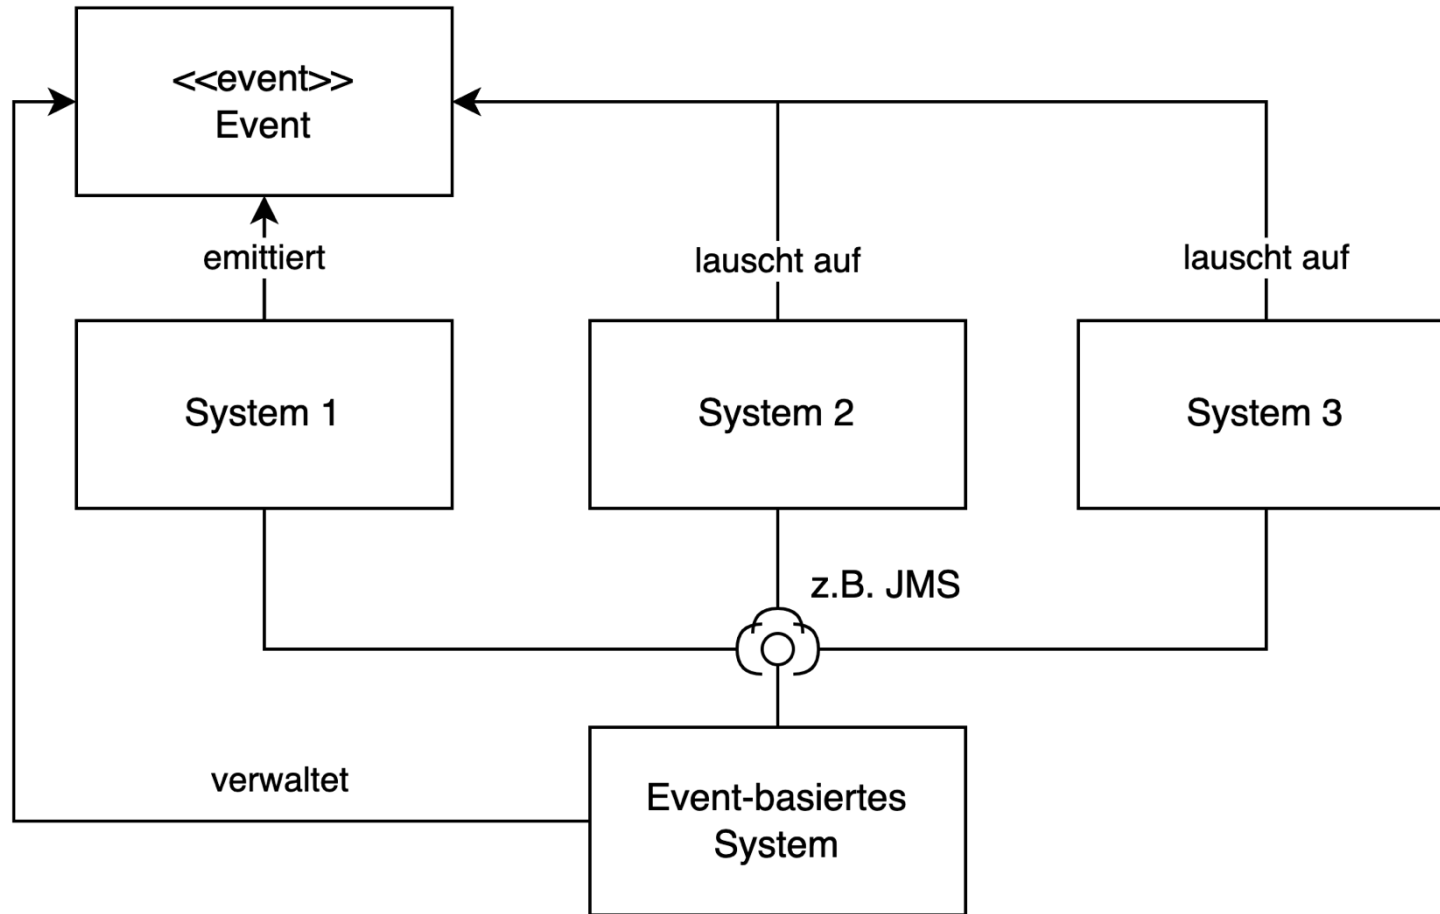 <<event>>
Event
emittiert
lauscht auf
lauscht auf
System 1
System 2
System 3
z.B. JMS
verwaltet
Event-basiertes
System